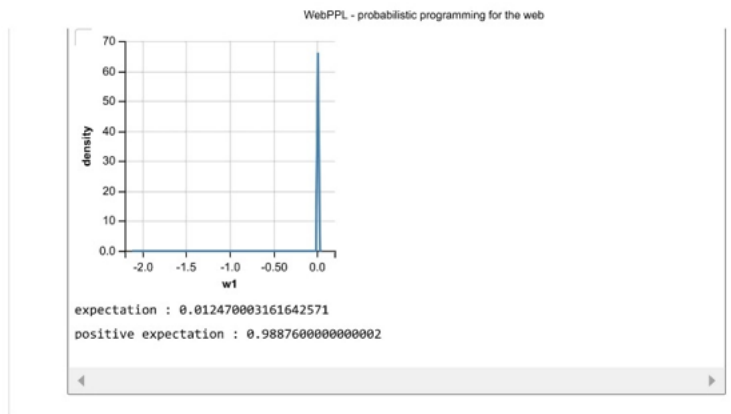 WebPPL - probabilistic programming for the web
70
60
50
40
30
20
10
0.0
density
-2.0 -1.5 -1.0 -0.50 0.0
w1
expectation : 0.012470003161642571
positive expectation : 0.9887600000000002